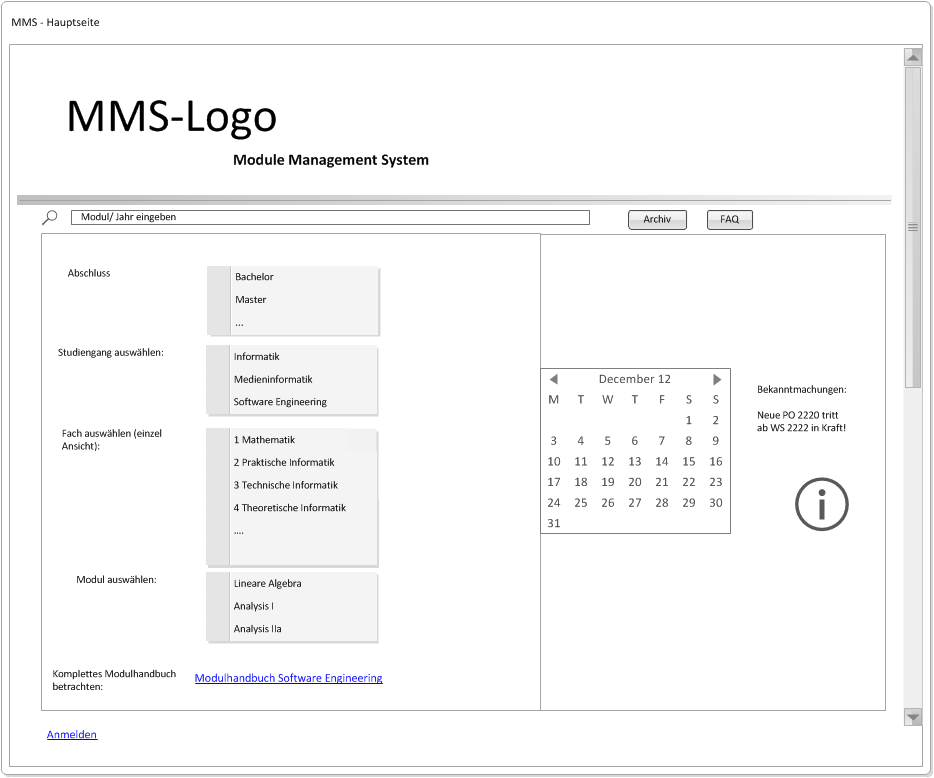 MMS - Hauptseite
MMS-Logo
Module Management System
Modul/ Jahr eingeben
Archiv
FAQ
Abschluss
Bachelor
Master
...
Studiengang auswählen:
Informatik
Medieninformatik
Software Engineering
Fach auswählen (einzel
Ansicht):
1 Mathematik
2 Praktische Informatik
3 Technische Informatik
4 Theoretische Informatik
....
Modul auswählen:
Lineare Algebra
Analysis I
Analysis IIa
Komplettes Modulhandbuch
betrachten:
Modulhandbuch Software Engineering
December 12
M T W T F S S
1 2
3 4 5 6 7 8 9
10 11 12 13 14 15 16
17 18 19 20 21 22 23
24 25 26 27 28 29 30
31
Bekanntmachungen:
Neue PO 2220 tritt
ab WS 2222 in Kraft!
Anmelden